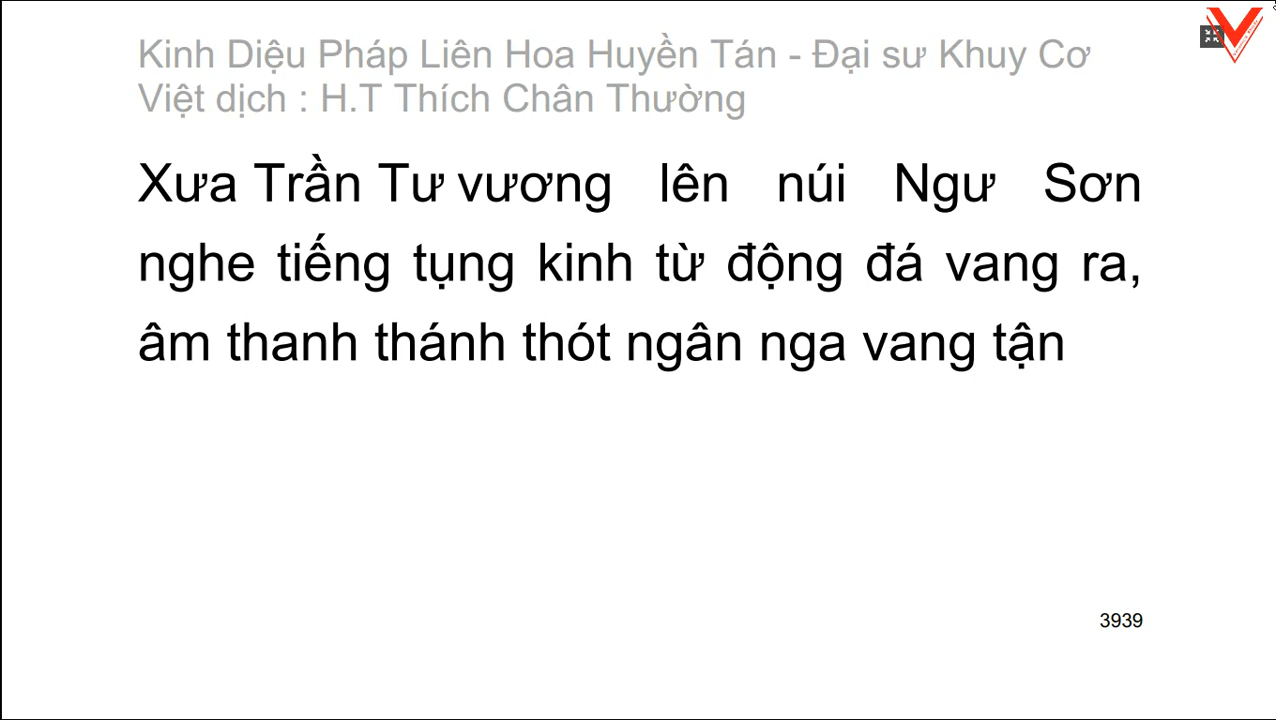 Kinh Diệu Pháp Liên Hoa Huyền Tán - Đại sư Khuy Cơ
Việt dịch : H.T Thích Chân Thường
Xưa Trần Tư vương lên núi Ngư Sơn
nghe tiếng tụng kinh từ động đá vang ra,
âm thanh thánh thót ngân nga vang tận
3939